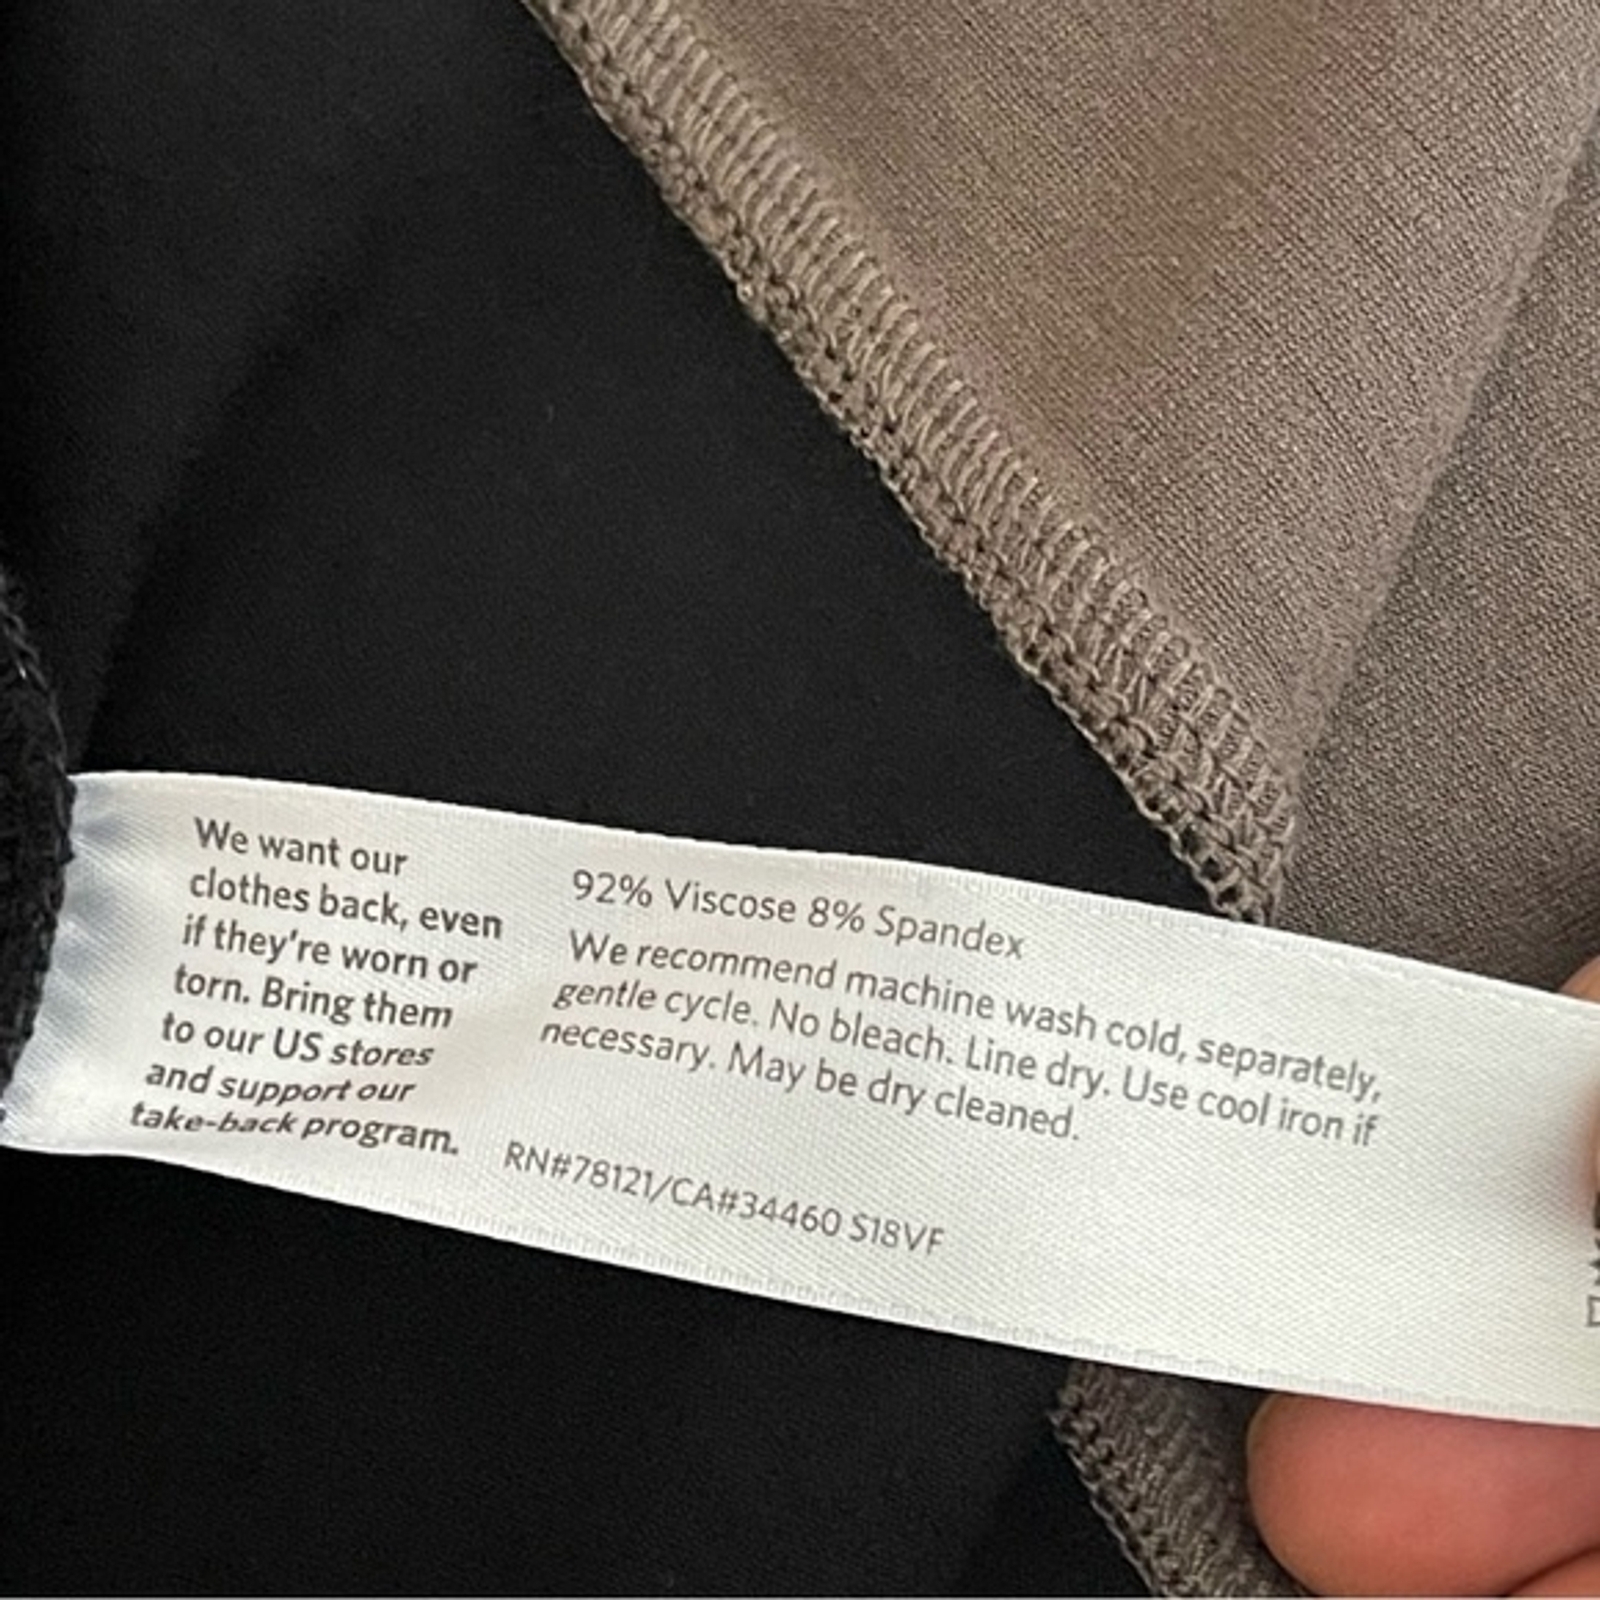 We want our
clothes back, even
if they're worn or
torn. Bring them
to our US stores
and support our
take-back program.
92% Viscose 8% Spandex
We recommend machine wash cold, separately,
gentle cycle. No bleach. Line dry. Use cool iron if
necessary. May be dry cleaned.
RN#78121/CA#34460 S18VF